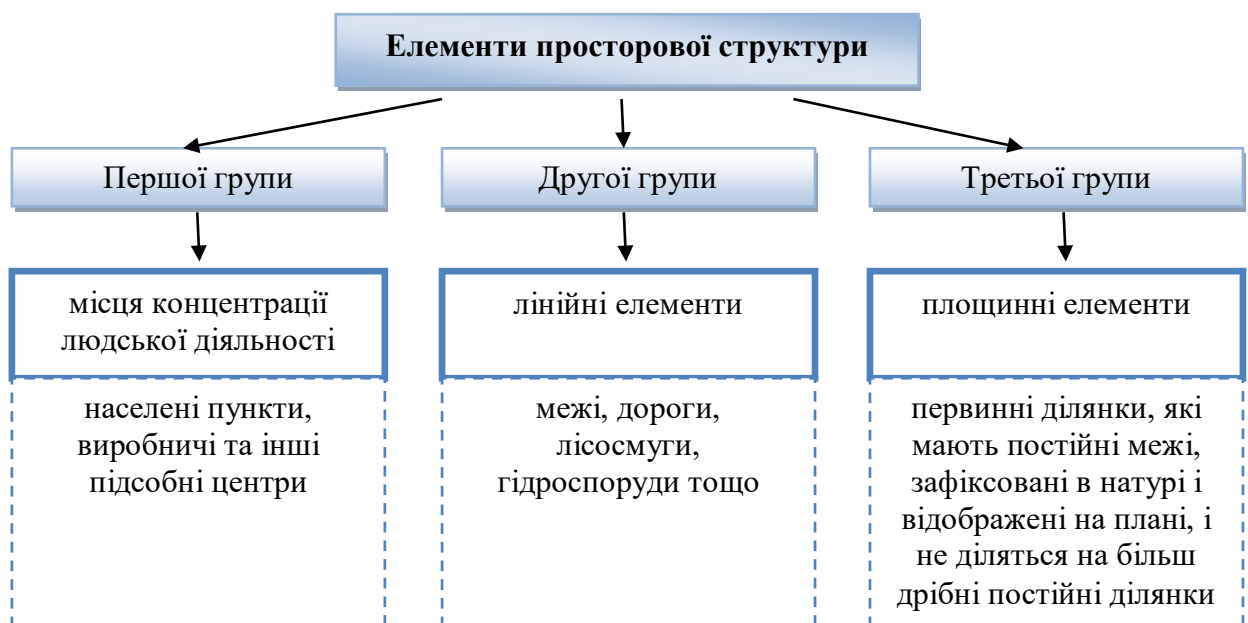 Елементи просторової структури
Першої групи
Другої групи
Третьої групи
місця концентрації
людської діяльності
лінійні елементи
площинні елементи
населені пункти,
виробничі та інші
підсобні центри
межі, дороги,
лісосмуги,
гідроспоруди тощо
первинні ділянки, які
мають постійні межі,
зафіксовані в натурі і
відображені на плані, і
не діляться на більш
дрібні постійні ділянки